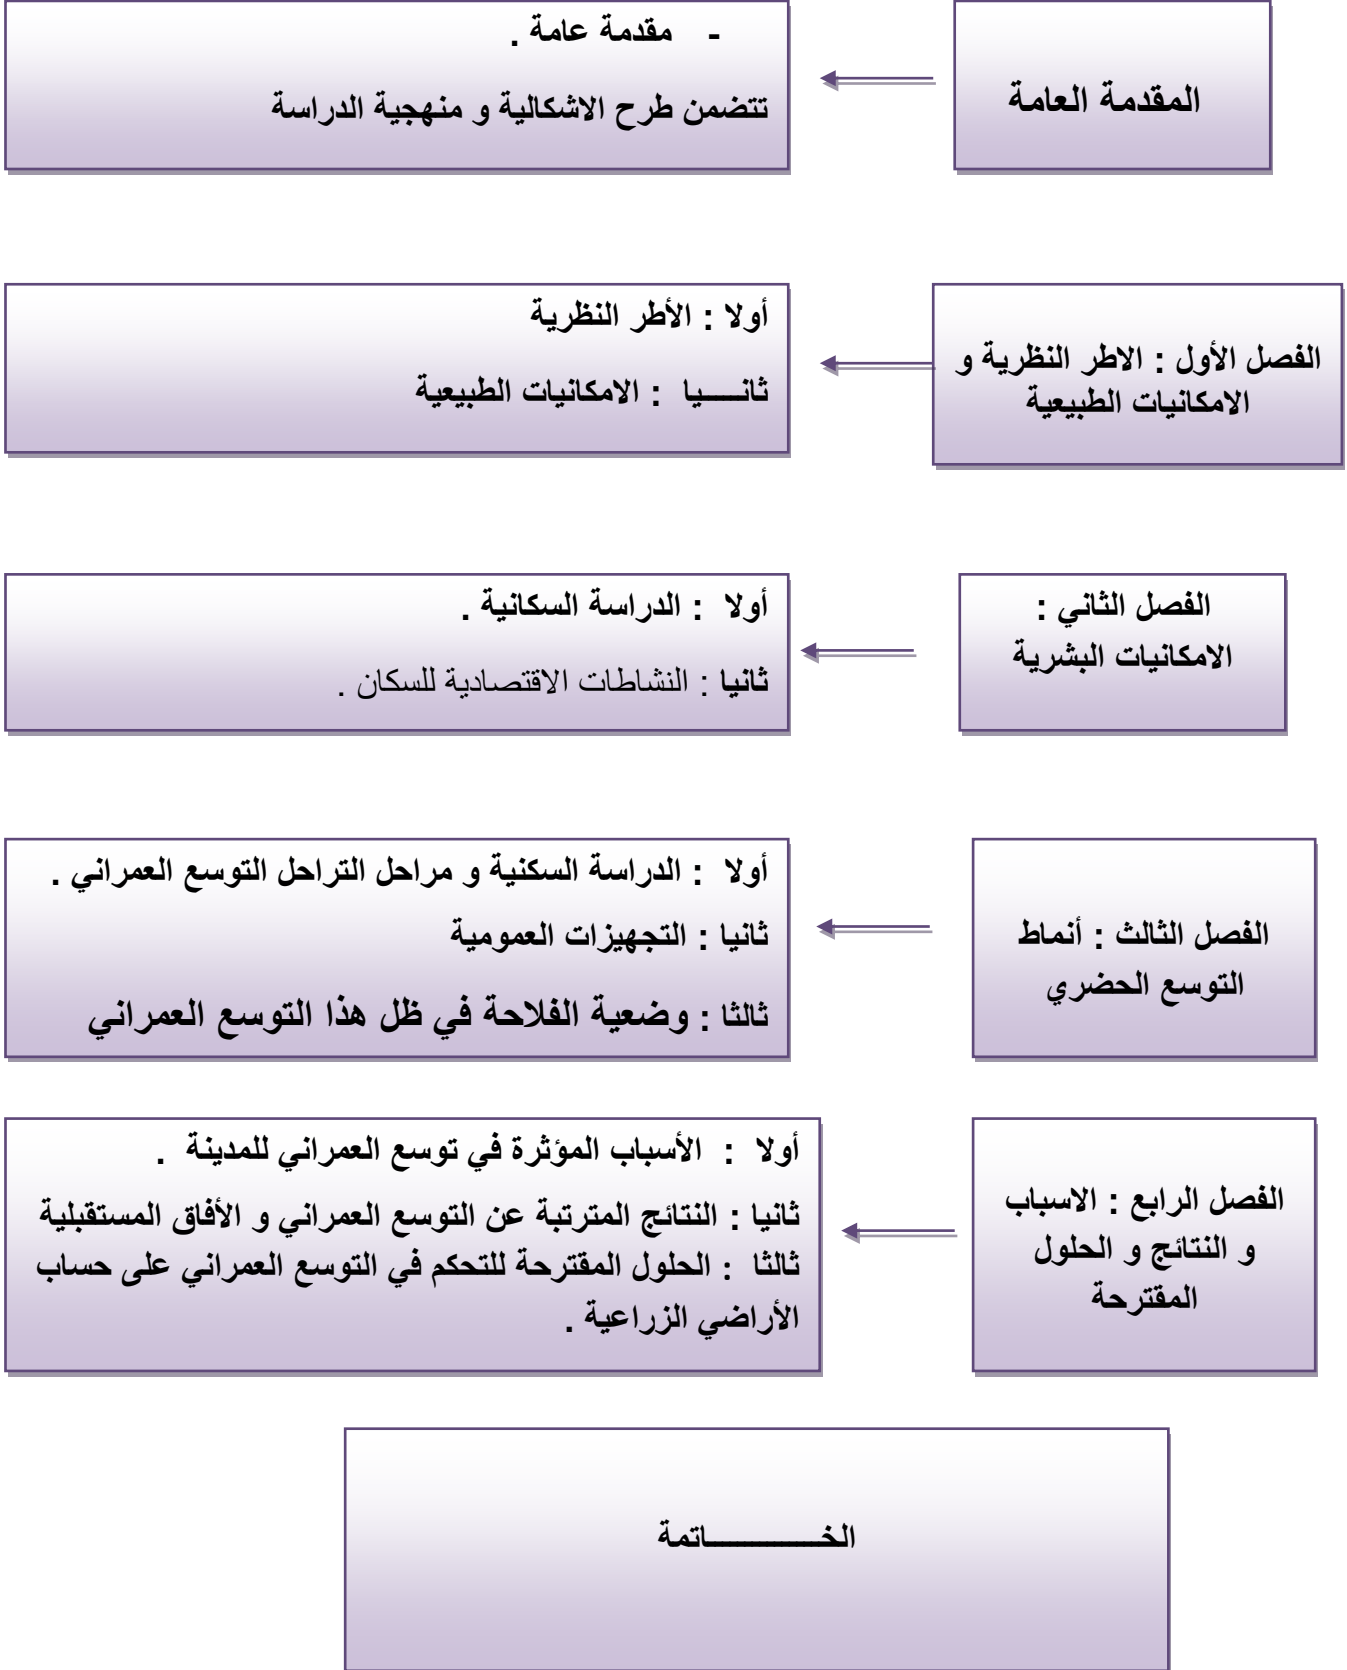 المقدمة العامة
- مقدمة عامة .
تتضمن طرح الاشكالية و منهجية الدراسة
الفصل الأول : الاطر النظرية و
الامكانيات الطبيعية
أولا : الأطر النظرية
ثانـــــيا : الامكانيات الطبيعية
الفصل الثاني :
الامكانيات البشرية
أولا : الدراسة السكانية .
ثانيا : النشاطات الاقتصادية للسكان .
الفصل الثالث : أنماط
التوسع الحضري
أولا : الدراسة السكنية و مراحل التراحل التوسع العمراني .
ثانيا : التجهيزات العمومية
ثالثا : وضعية الفلاحة في ظل هذا التوسع العمراني
الفصل الرابع : الاسباب
و النتائج و الحلول
المقترحة
أولا : الأسباب المؤثرة في توسع العمراني للمدينة .
ثانيا : النتائج المترتبة عن التوسع العمراني و الأفاق المستقبلية
ثالثا : الحلول المقترحة للتحكم في التوسع العمراني على حساب
الأراضي الزراعية .
الخـــــــــــــاتمة